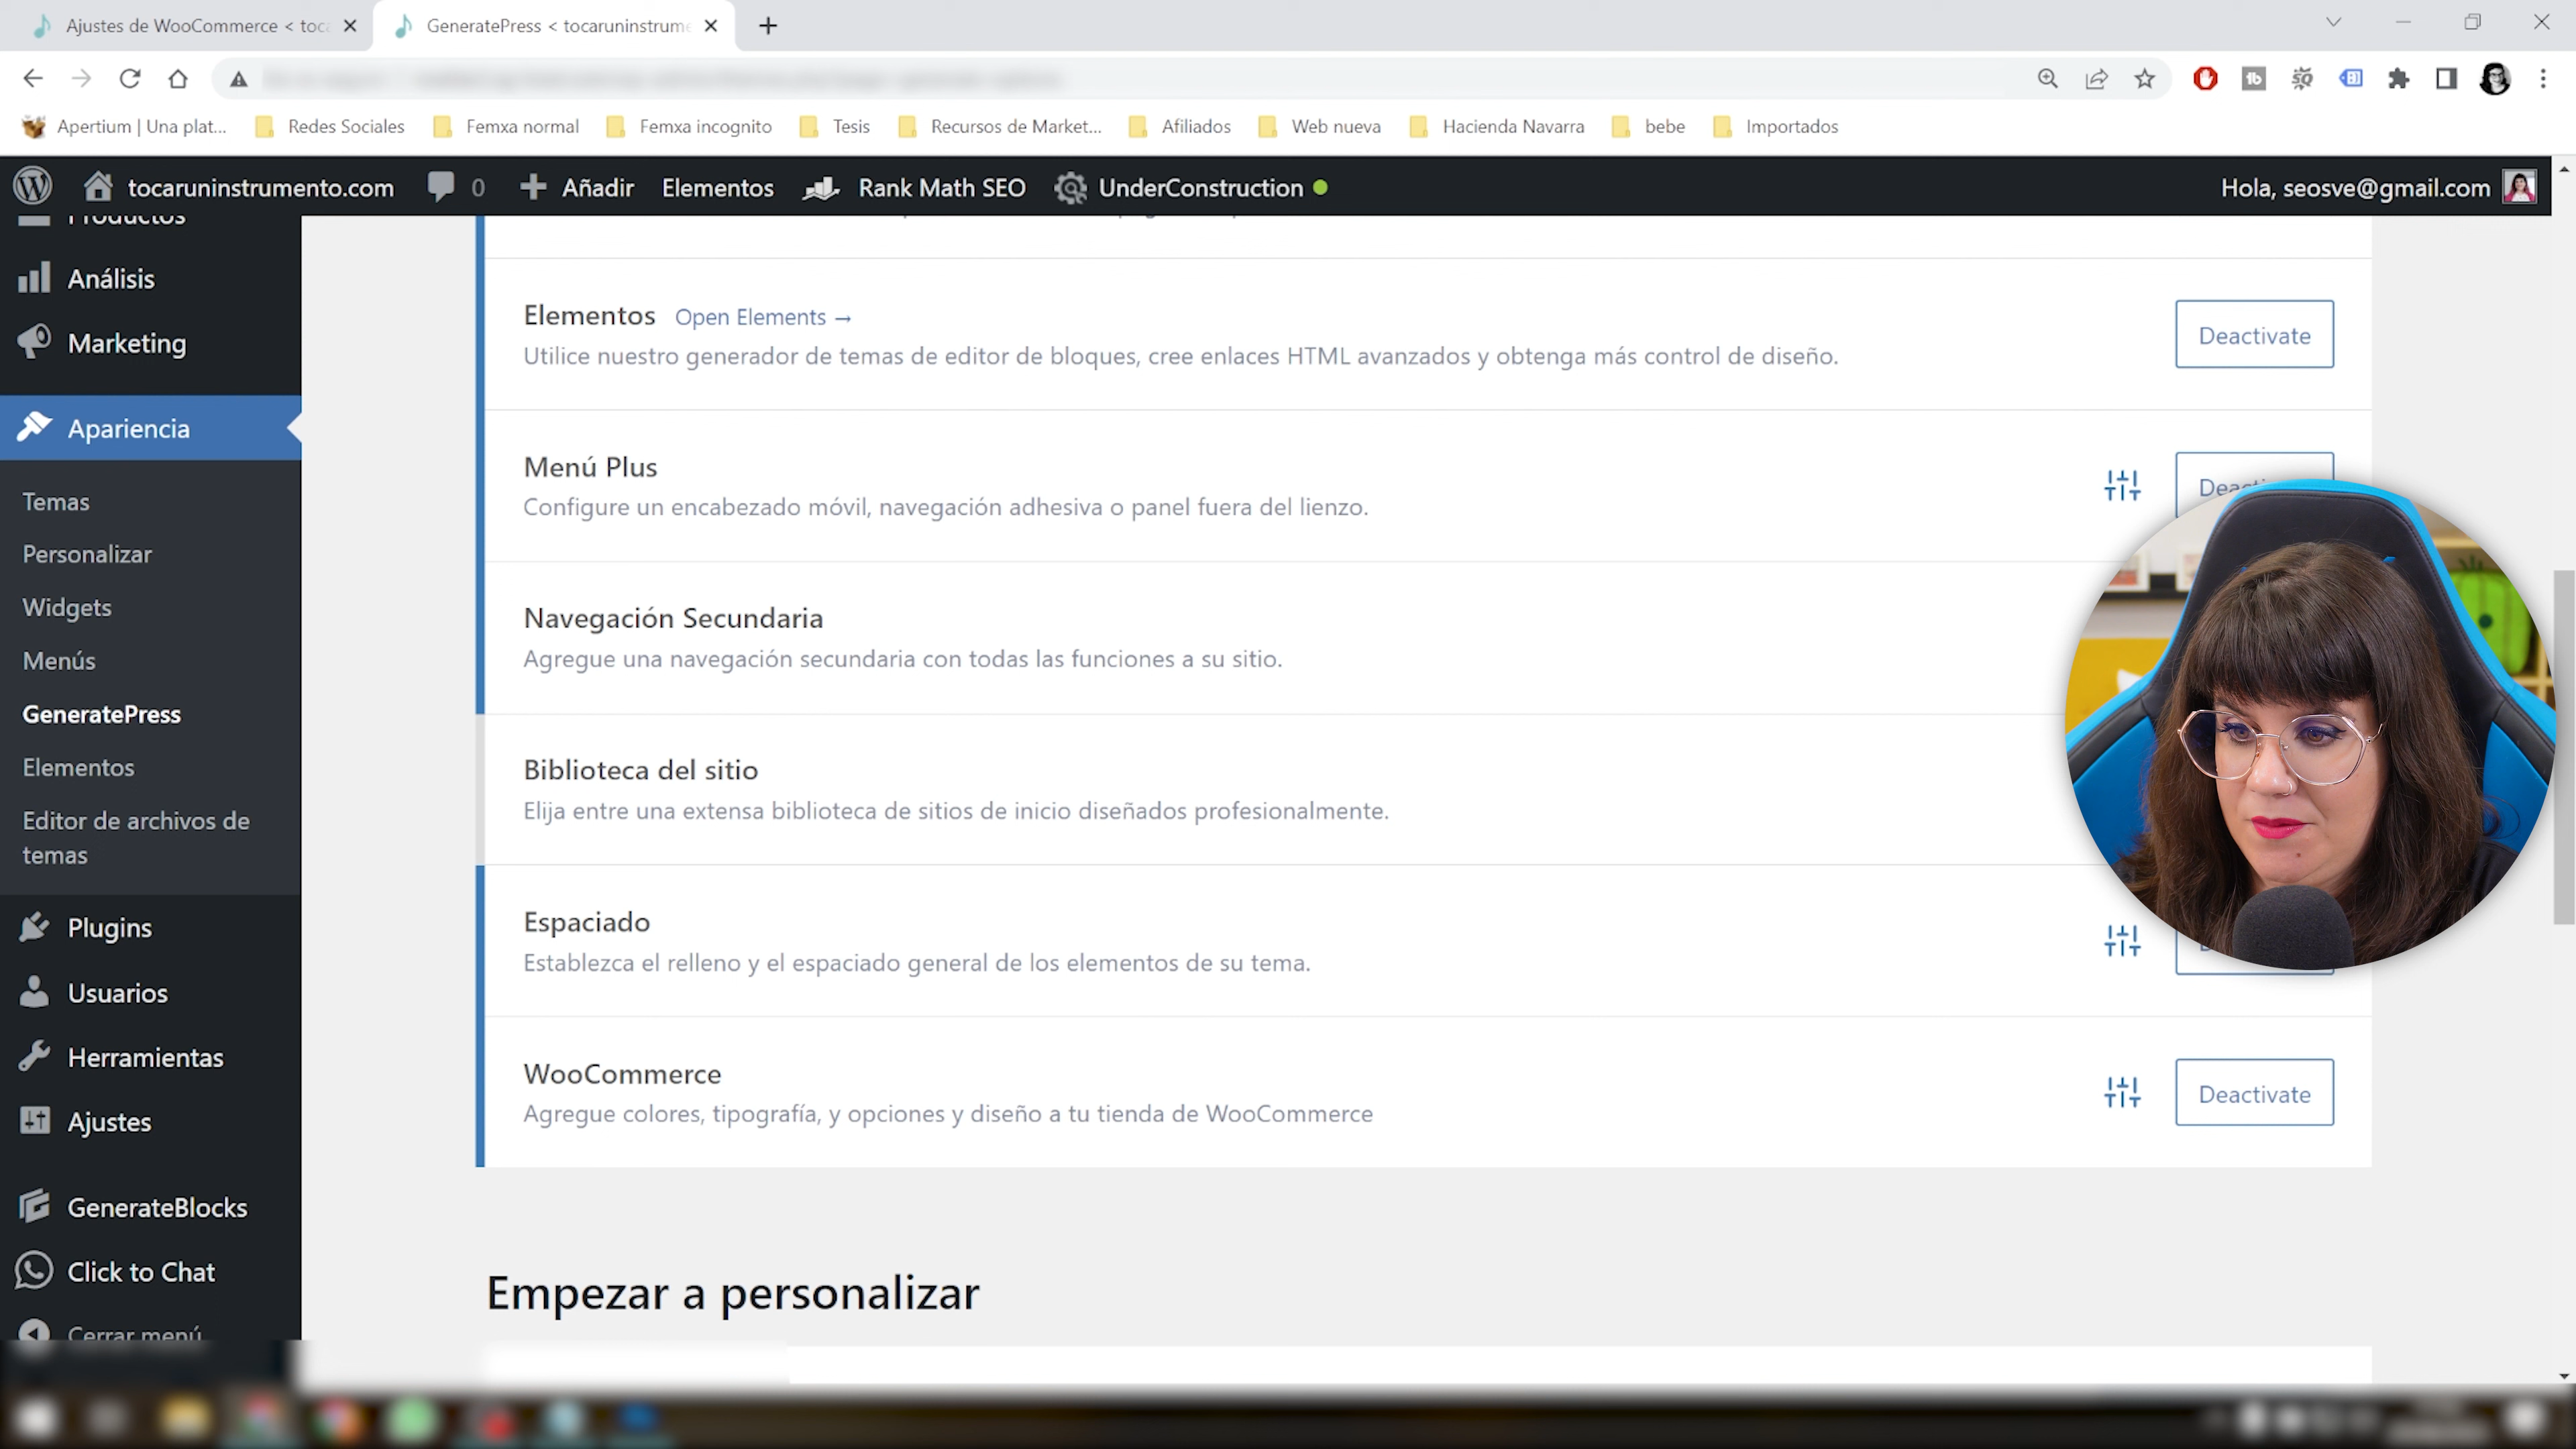 Ajustes de WooCommerce < toca
GeneratePress < tocaruninstrume
Apertium | Una plat...
Redes Sociales
Femxa normal
Femxa incognito
Tesis
Recursos de Market...
Afiliados
Web nueva
Hacienda Navarra
bebe
Importados
tocaruninstrumento.com
0
Añadir
Elementos
Rank Math SEO
UnderConstruction
Hola, seosve@gmail.com
Productos
Análisis
Marketing
Apariencia
Temas
Personalizar
Widgets
Menús
GeneratePress
Elementos
Editor de archivos de
temas
Plugins
Usuarios
Herramientas
Ajustes
GenerateBlocks
Click to Chat
Cerrar menú
Elementos Open Elements →
Utilice nuestro generador de temas de editor de bloques, cree enlaces HTML avanzados y obtenga más control de diseño.
Deactivate
Menú Plus
Configure un encabezado móvil, navegación adhesiva o panel fuera del lienzo.
Navegación Secundaria
Agregue una navegación secundaria con todas las funciones a su sitio.
Biblioteca del sitio
Elija entre una extensa biblioteca de sitios de inicio diseñados profesionalmente.
Espaciado
Establezca el relleno y el espaciado general de los elementos de su tema.
WooCommerce
Agregue colores, tipografía, y opciones y diseño a tu tienda de WooCommerce
Deactivate
Empezar a personalizar